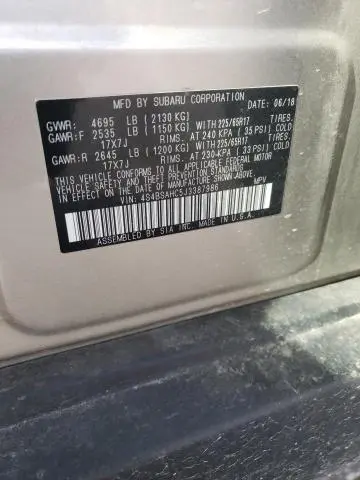 MFD BY SUBARU CORPORATION DATE: 06/18
GVWR: 4695 LB (2130 KG)
GAWR:F 2535 LB (1150 KG) WITH 225/65R17 TIRES.
17X7J RIMS. AT 240 KPA (35 PSI) COLD
GAWR:R 2645 LB (1200 KG) WITH 225/65R17 TIRES.
17X7J RIMS. AT 230 KPA ( PSI) COLD
THIS VEHICLE CONFORMS TO ALL APPLICABLE FEDERAL MOTOR
VEHICLE SAFETY AND THEFT PREVENTION STANDARDS IN EFFECT
ON THE DATE OF MANUFACTURE SHOWN ABOVE.
VIN: 4S4BSAHC5J3387986 MPV
ASSEMBLED BY SIA INC. MADE IN U.S.A.